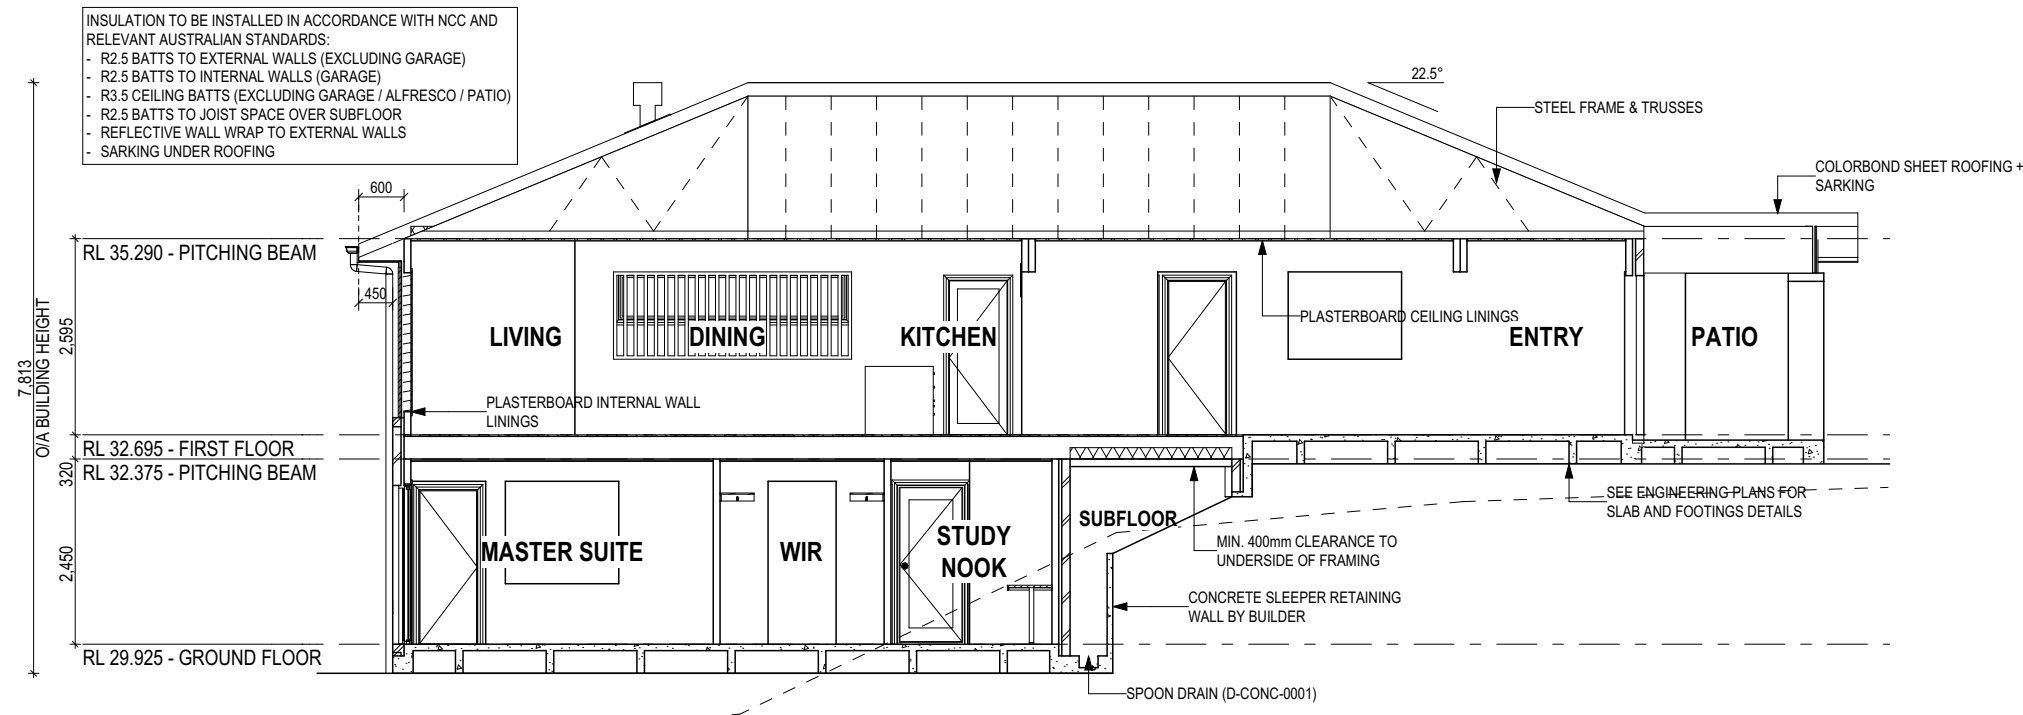 INSULATION TO BE INSTALLED IN ACCORDANCE WITH NCC AND
RELEVANT AUSTRALIAN STANDARDS:
- R2.5 BATTS TO EXTERNAL WALLS (EXCLUDING GARAGE)
- R2.5 BATTS TO INTERNAL WALLS (GARAGE)
- R3.5 CEILING BATTS (EXCLUDING GARAGE / ALFRESCO / PATIO)
- R2.5 BATTS TO JOIST SPACE OVER SUBFLOOR
- REFLECTIVE WALL WRAP TO EXTERNAL WALLS
- SARKING UNDER ROOFING
22.5°
STEEL FRAME & TRUSSES
COLORBOND SHEET ROOFING +
SARKING
600
RL 35.290 - PITCHING BEAM
450
7,813
O/A BUILDING HEIGHT
2,595
LIVING
DINING
KITCHEN
PLASTERBOARD CEILING LININGS
ENTRY
PATIO
PLASTERBOARD INTERNAL WALL
LININGS
RL 32.695 - FIRST FLOOR
320
RL 32.375 - PITCHING BEAM
SEE ENGINEERING PLANS FOR
SLAB AND FOOTINGS DETAILS
2,450
MASTER SUITE
WIR
STUDY
NOOK
SUBFLOOR
MIN. 400mm CLEARANCE TO
UNDERSIDE OF FRAMING
CONCRETE SLEEPER RETAINING
WALL BY BUILDER
RL 29.925 - GROUND FLOOR
SPOON DRAIN (D-CONC-0001)